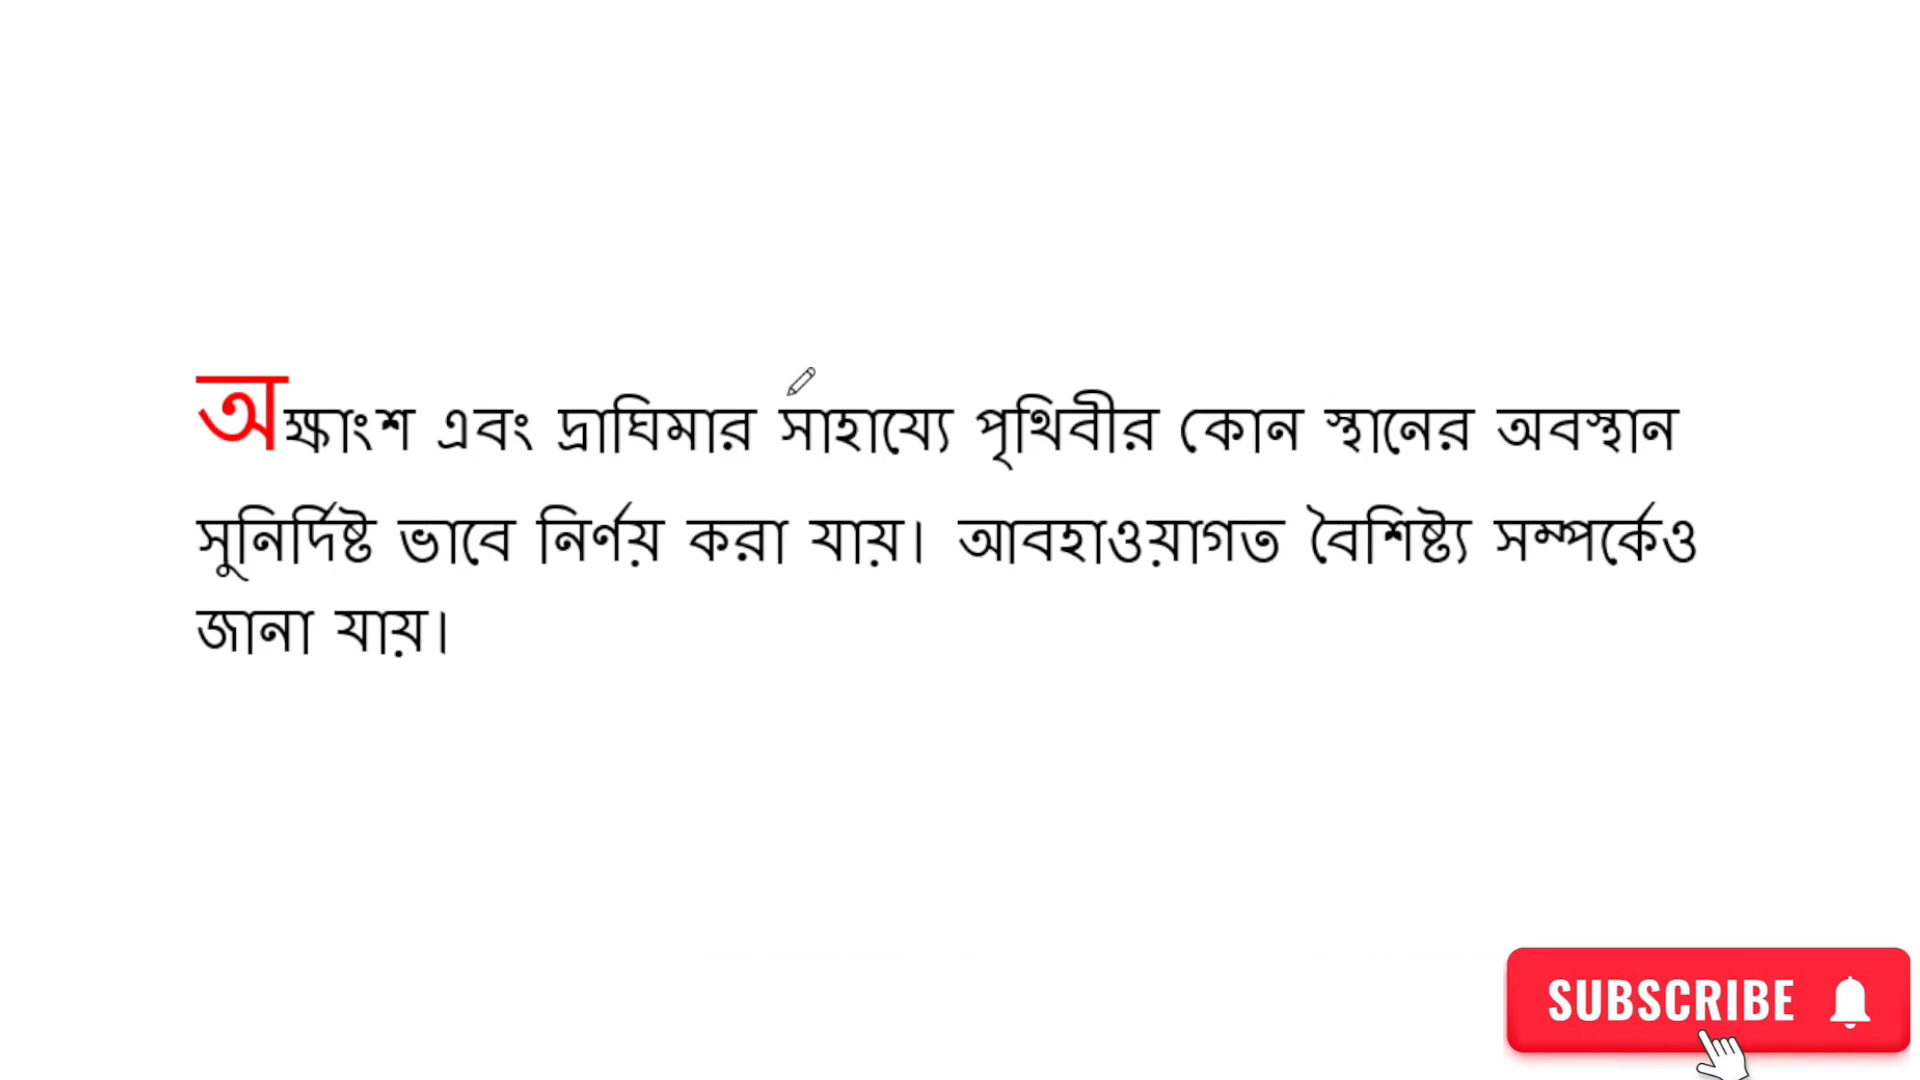 অক্ষাংশ এবং দ্রাঘিমার সাহায্যে পৃথিবীর কোন স্থানের অবস্থান
সুনির্দিষ্ট ভাবে নির্ণয় করা যায়। আবহাওয়াগত বৈশিষ্ট্য সম্পর্কেও
জানা যায়।
SUBSCRIBE